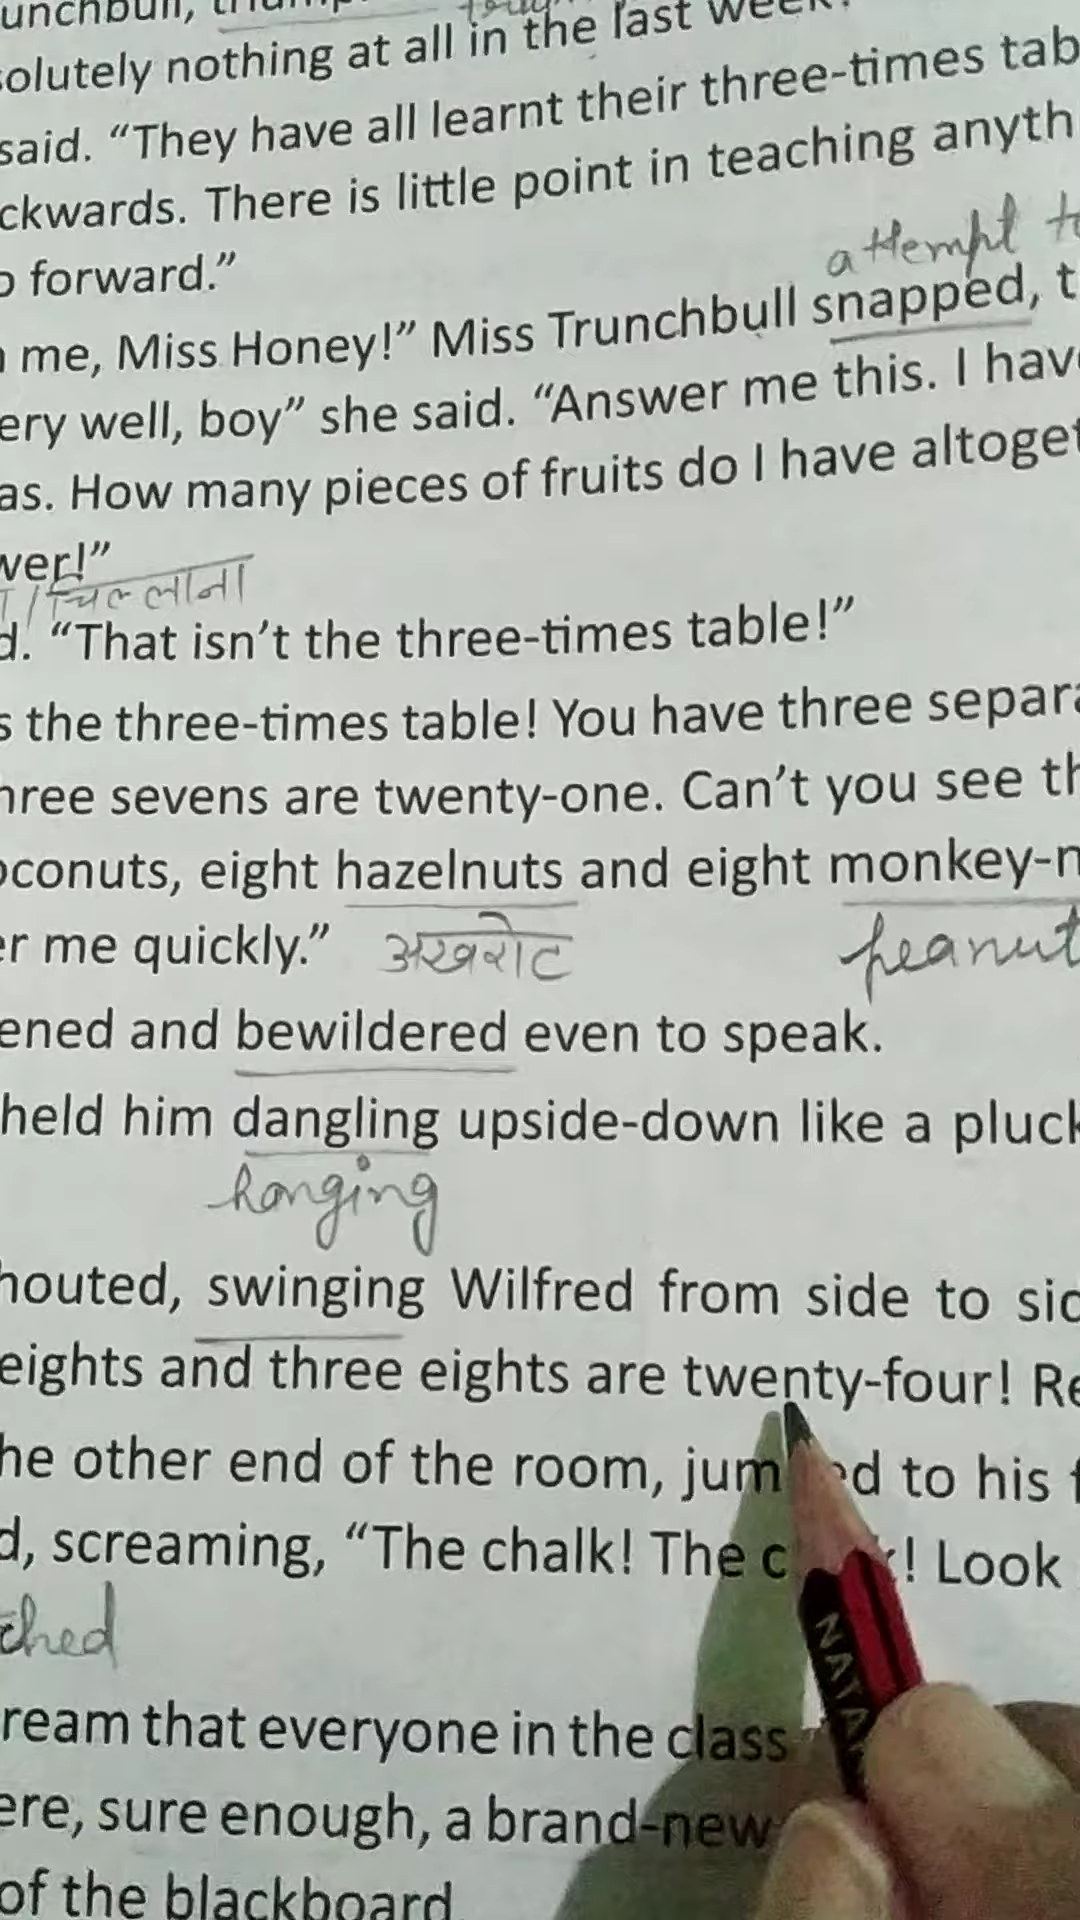 solutely nothing at all in the last week.
said. “They have all learnt their three-times tab
ckwards. There is little point in teaching anyth
o forward.”
attempt to
me, Miss Honey!” Miss Trunchbull snapped, t
ery well, boy” she said. “Answer me this. I hav
as. How many pieces of fruits do I have altoget
wer!”
चिल्लाना
d. “That isn’t the three-times table!”
s the three-times table! You have three separa
hree sevens are twenty-one. Can’t you see th
oconuts, eight hazelnuts and eight monkey-n
er me quickly.” अखरोट peanut
ened and bewildered even to speak.
held him dangling upside-down like a pluck
hanging
houted, swinging Wilfred from side to sid
eights and three eights are twenty-four! Re
he other end of the room, jum ed to his f
d, screaming, “The chalk! The c k! Look
ched
ream that everyone in the class
ere, sure enough, a brand-new
of the blackboard.
NATA